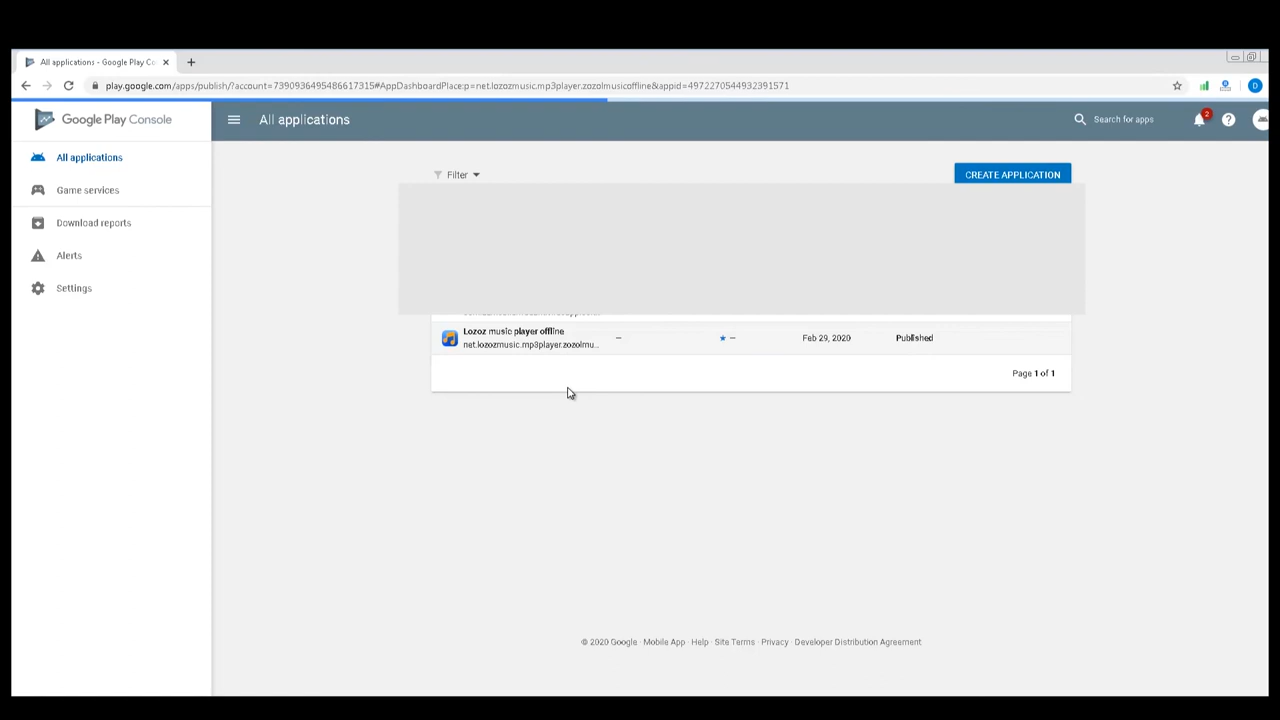 All applications - Google Play Co
play.google.com/apps/publish/?account=7390936495486617315#AppDashboardPlace:p=net.lozozmusic.mp3player.zozolmusicoffline&appid=4972270544932391571
D
Google Play Console
All applications
Search for apps
2
All applications
Game services
Download reports
Alerts
Settings
Filter
CREATE APPLICATION
Lozoz music player offline
net.lozozmusic.mp3player.zozolmu...
–
★ –
Feb 29, 2020
Published
Page 1 of 1
© 2020 Google · Mobile App · Help · Site Terms · Privacy · Developer Distribution Agreement